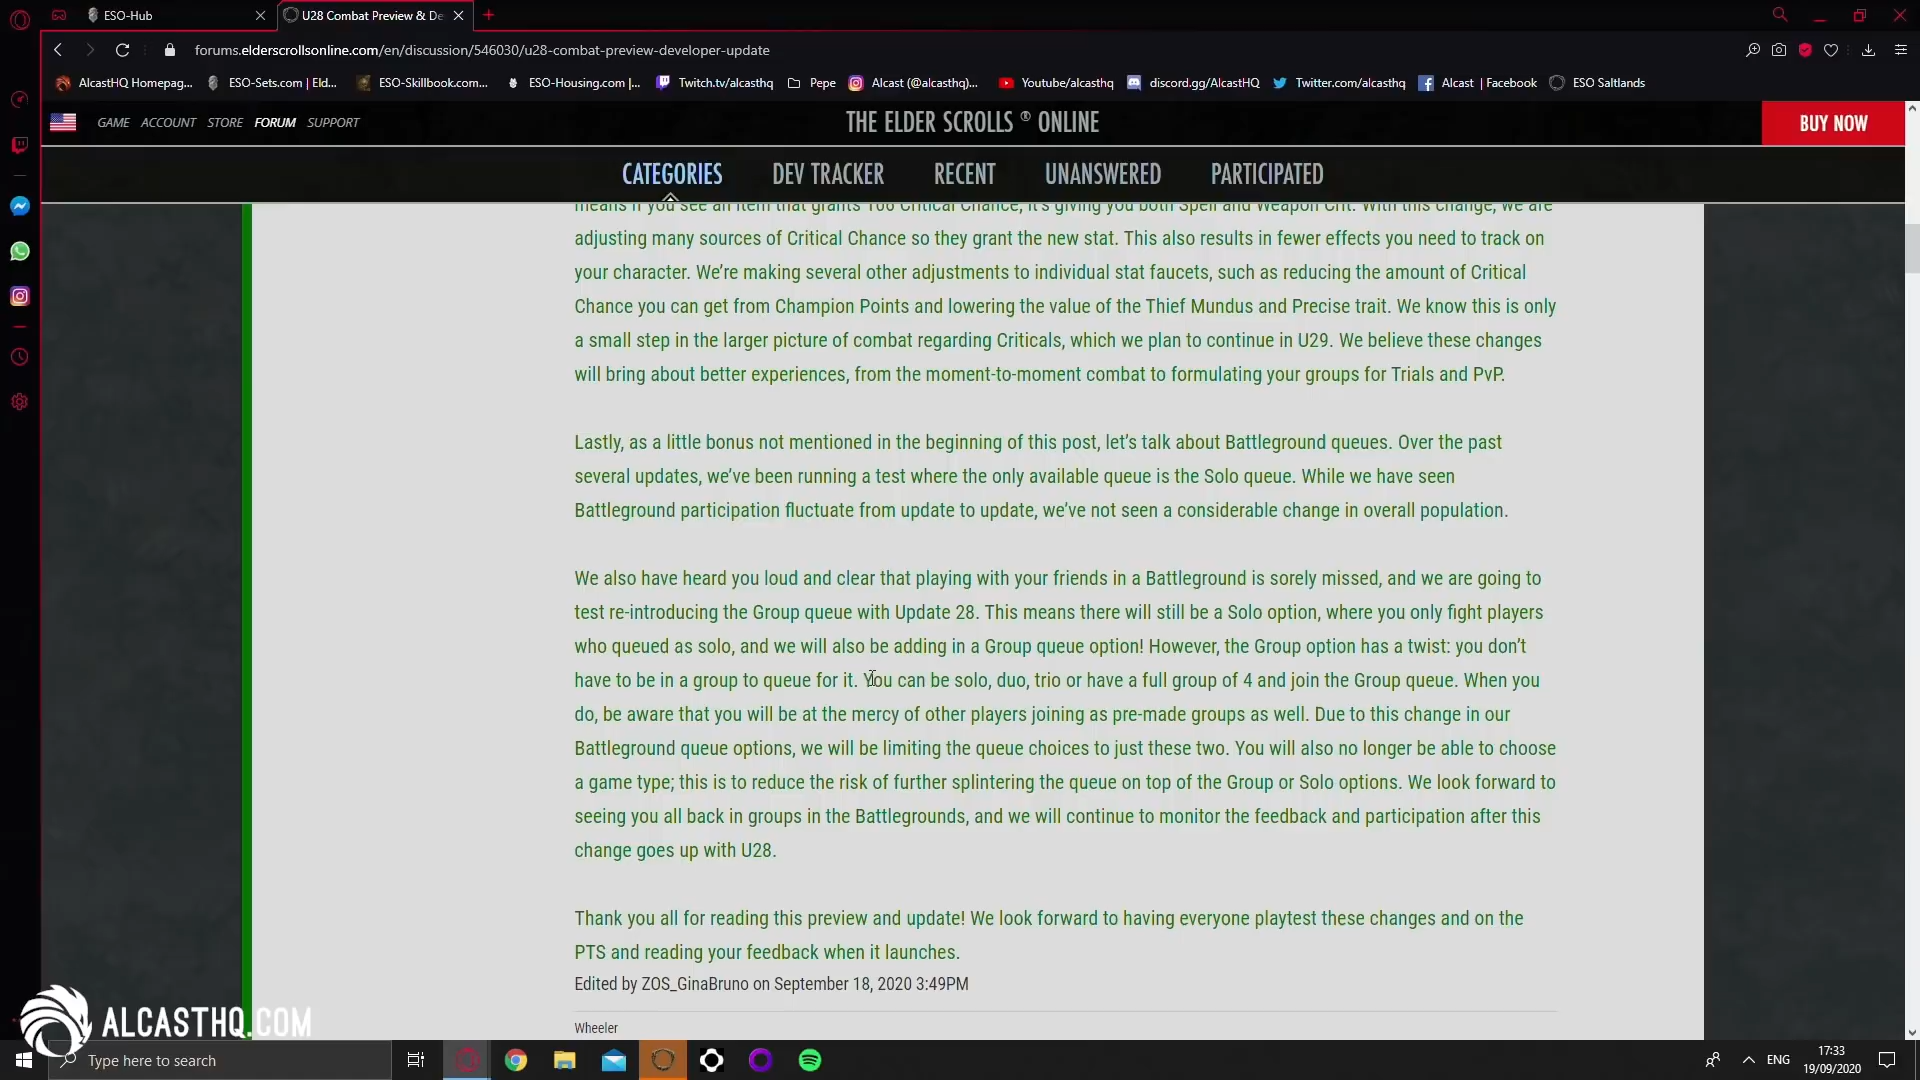 ESO-Hub
U28 Combat Preview & De
forums.elderscrollsonline.com/en/discussion/546030/u28-combat-preview-developer-update
AlcastHQ Homepag... ESO-Sets.com | Eld... ESO-Skillbook.com... ESO-Housing.com |... Twitch.tv/alcasthq Pepe Alcast (@alcasthq)... Youtube/alcasthq discord.gg/AlcastHQ Twitter.com/alcasthq Alcast | Facebook ESO Saltlands
GAME ACCOUNT STORE FORUM SUPPORT
THE ELDER SCROLLS ® ONLINE
BUY NOW
CATEGORIES DEV TRACKER RECENT UNANSWERED PARTICIPATED
means if you see an item that grants 100 Critical Chance, it's giving you both Spell and Weapon Crit. With this change, we are
adjusting many sources of Critical Chance so they grant the new stat. This also results in fewer effects you need to track on
your character. We're making several other adjustments to individual stat faucets, such as reducing the amount of Critical
Chance you can get from Champion Points and lowering the value of the Thief Mundus and Precise trait. We know this is only
a small step in the larger picture of combat regarding Criticals, which we plan to continue in U29. We believe these changes
will bring about better experiences, from the moment-to-moment combat to formulating your groups for Trials and PvP.
Lastly, as a little bonus not mentioned in the beginning of this post, let's talk about Battleground queues. Over the past
several updates, we've been running a test where the only available queue is the Solo queue. While we have seen
Battleground participation fluctuate from update to update, we've not seen a considerable change in overall population.
We also have heard you loud and clear that playing with your friends in a Battleground is sorely missed, and we are going to
test re-introducing the Group queue with Update 28. This means there will still be a Solo option, where you only fight players
who queued as solo, and we will also be adding in a Group queue option! However, the Group option has a twist: you don't
have to be in a group to queue for it. You can be solo, duo, trio or have a full group of 4 and join the Group queue. When you
do, be aware that you will be at the mercy of other players joining as pre-made groups as well. Due to this change in our
Battleground queue options, we will be limiting the queue choices to just these two. You will also no longer be able to choose
a game type; this is to reduce the risk of further splintering the queue on top of the Group or Solo options. We look forward to
seeing you all back in groups in the Battlegrounds, and we will continue to monitor the feedback and participation after this
change goes up with U28.
Thank you all for reading this preview and update! We look forward to having everyone playtest these changes and on the
PTS and reading your feedback when it launches.
Edited by ZOS_GinaBruno on September 18, 2020 3:49PM
Wheeler
ALCASTHQ.COM
Type here to search
ENG
17:33
19/09/2020